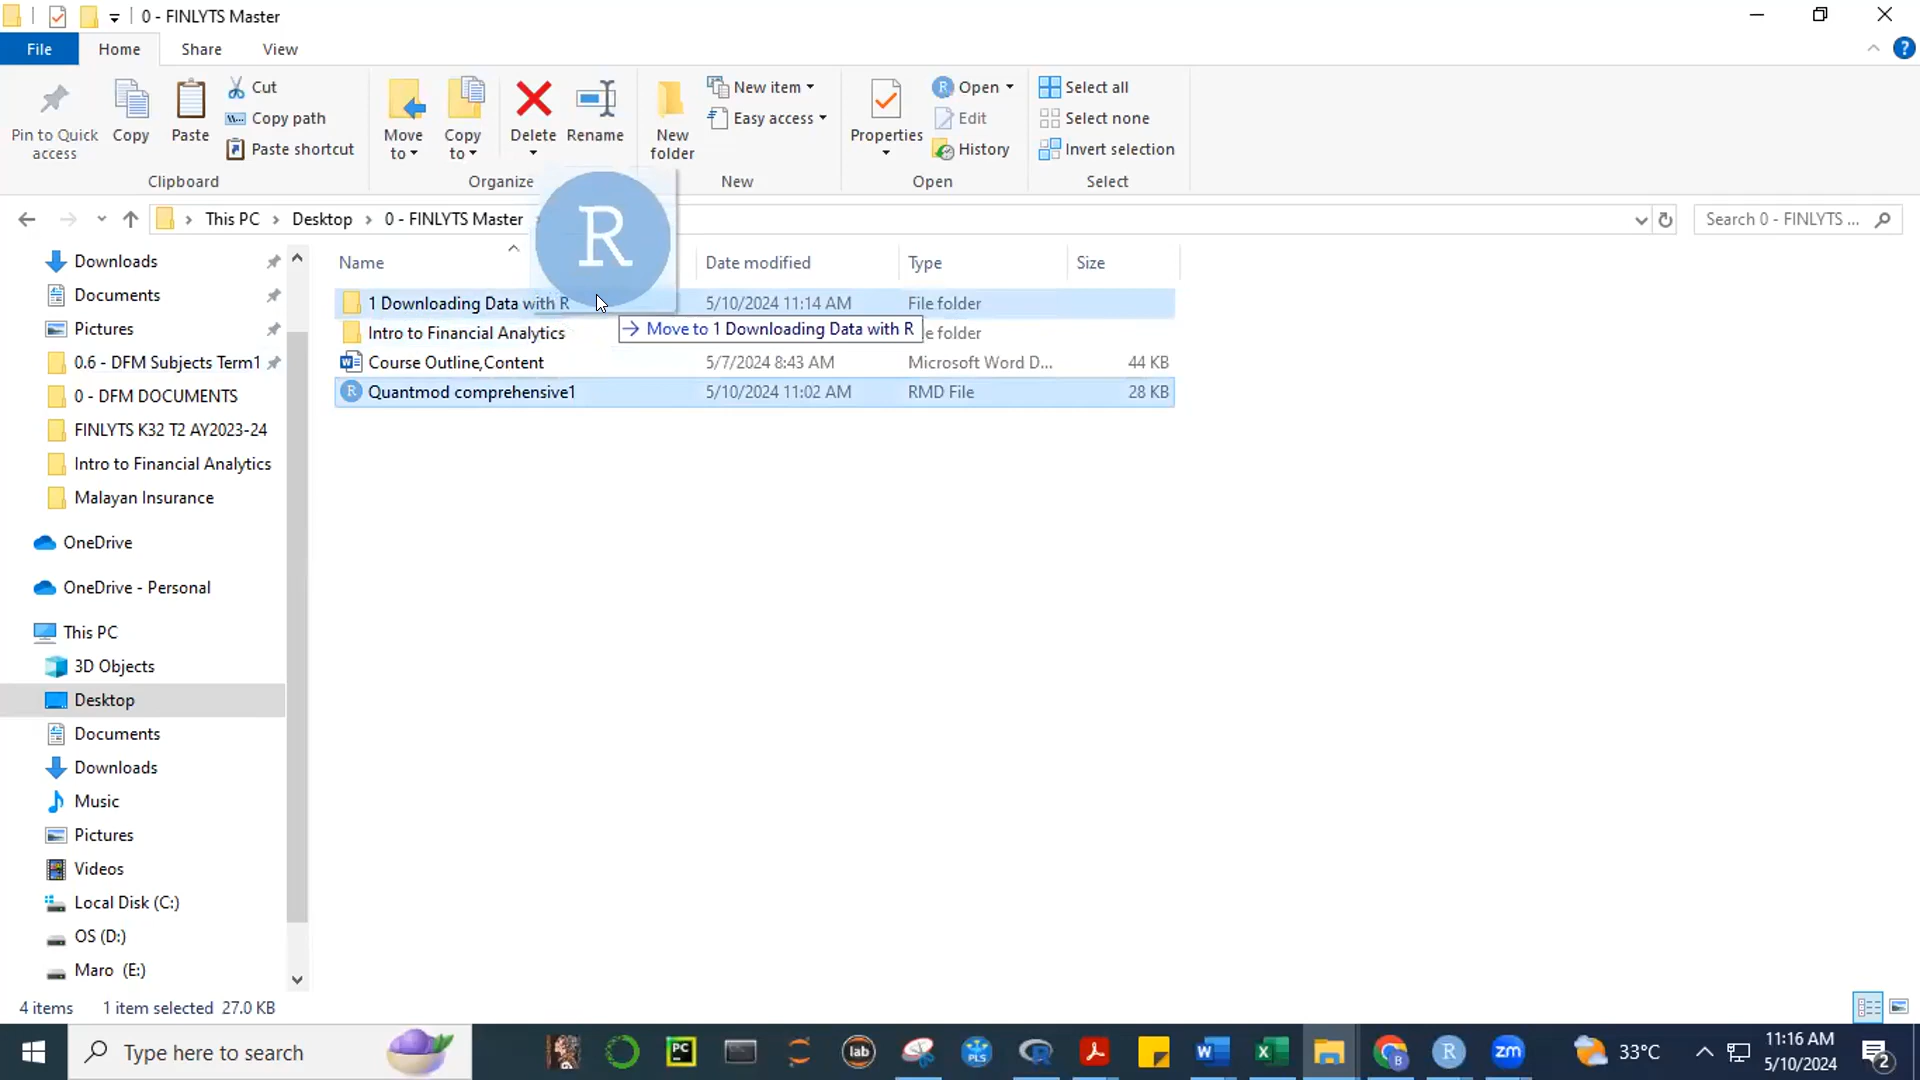 0 - FINLYTS Master
File
Home
Share
View
Pin to Quick access
Copy
Paste
Cut
Copy path
Paste shortcut
Clipboard
Move to
Copy to
Delete
Rename
Organize
New folder
New item
Easy access
New
Properties
Open
Edit
History
Open
Select all
Select none
Invert selection
Select
This PC > Desktop > 0 - FINLYTS Master
Search 0 - FINLYTS ...
R
Name
Date modified
Type
Size
1 Downloading Data with R 5/10/2024 11:14 AM File folder
Move to 1 Downloading Data with R
Intro to Financial Analytics le folder
Course Outline,Content 5/7/2024 8:43 AM Microsoft Word D... 44 KB
Quantmod comprehensive1 5/10/2024 11:02 AM RMD File 28 KB
Downloads
Documents
Pictures
0.6 - DFM Subjects Term1
0 - DFM DOCUMENTS
FINLYTS K32 T2 AY2023-24
Intro to Financial Analytics
Malayan Insurance
OneDrive
OneDrive - Personal
This PC
3D Objects
Desktop
Documents
Downloads
Music
Pictures
Videos
Local Disk (C:)
OS (D:)
Maro (E:)
4 items 1 item selected 27.0 KB
Type here to search
PC
lab
PLS
R
zm
33°C
11:16 AM
5/10/2024
2